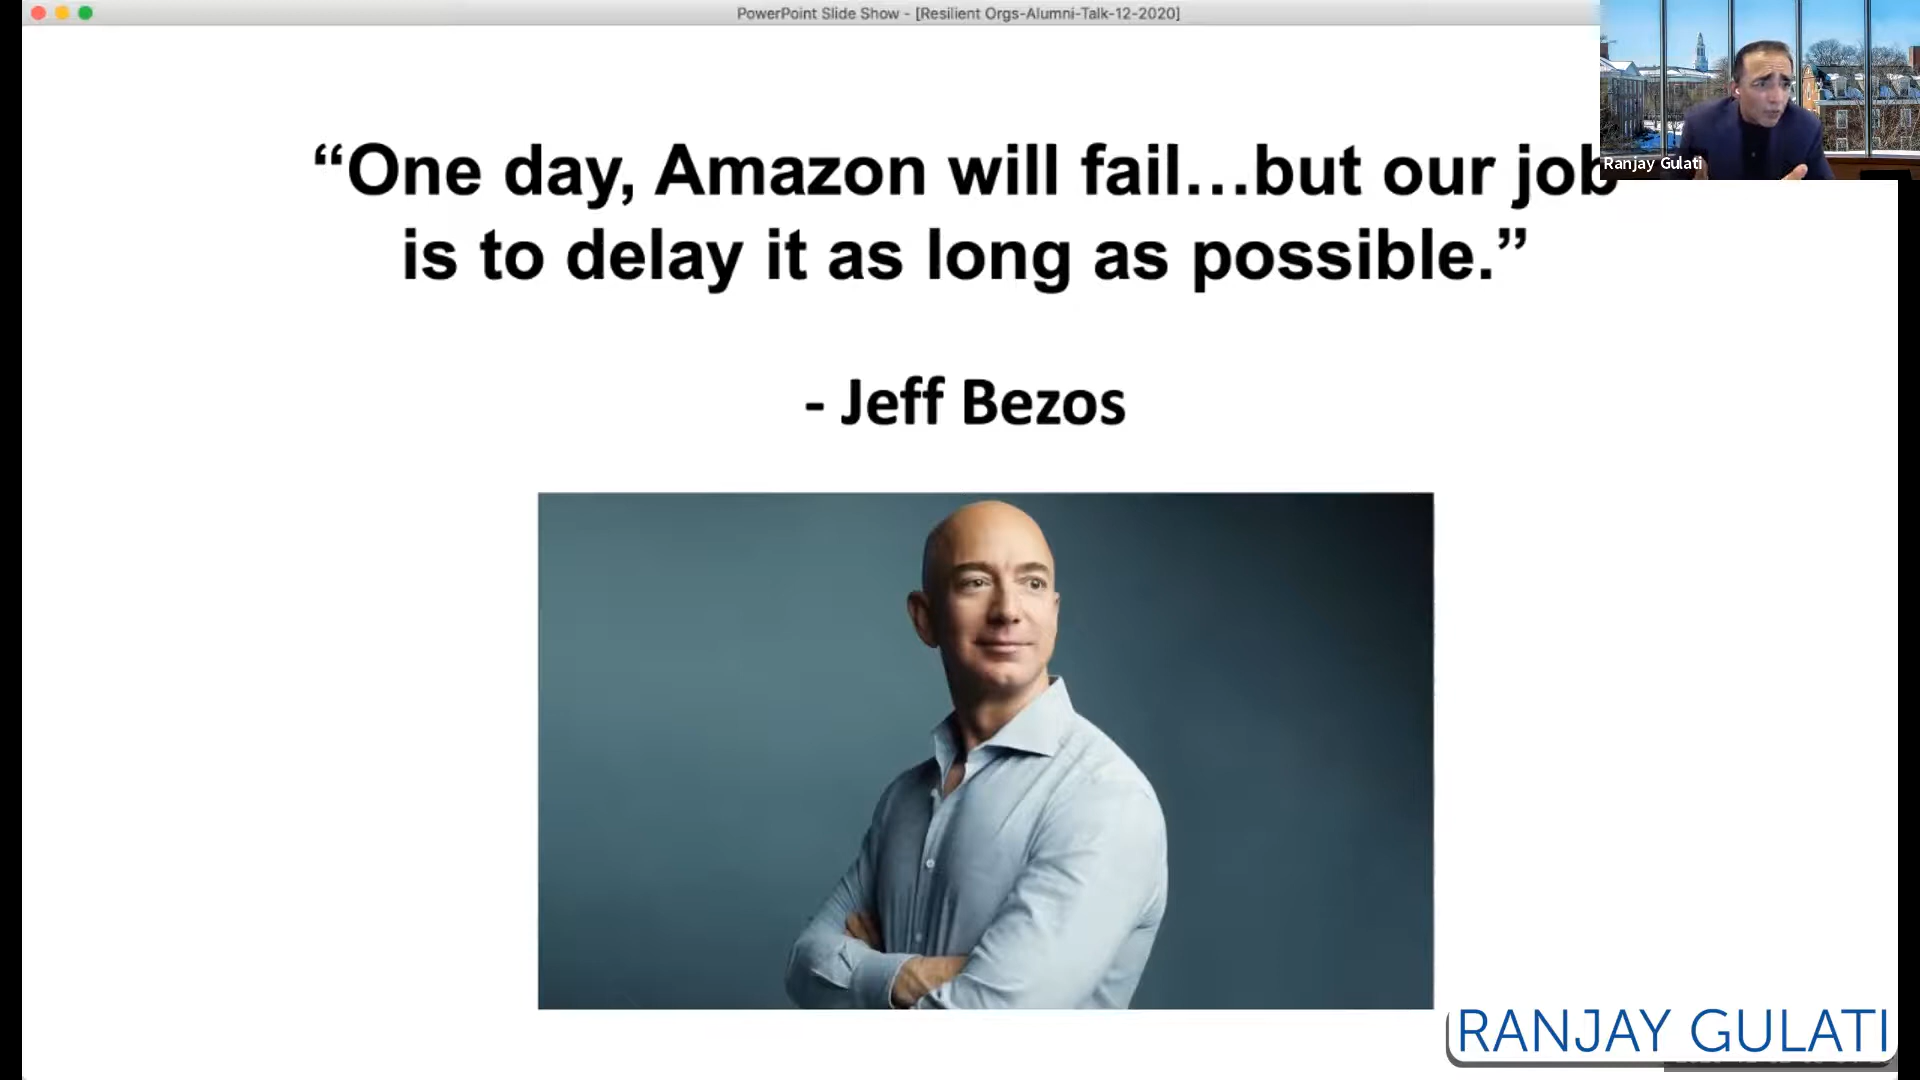 PowerPoint Slide Show - [Resilient Orgs-Alumni-Talk-12-2020]
“One day, Amazon will fail…but our job
is to delay it as long as possible.”
- Jeff Bezos
Ranjay Gulati
RANJAY GULATI